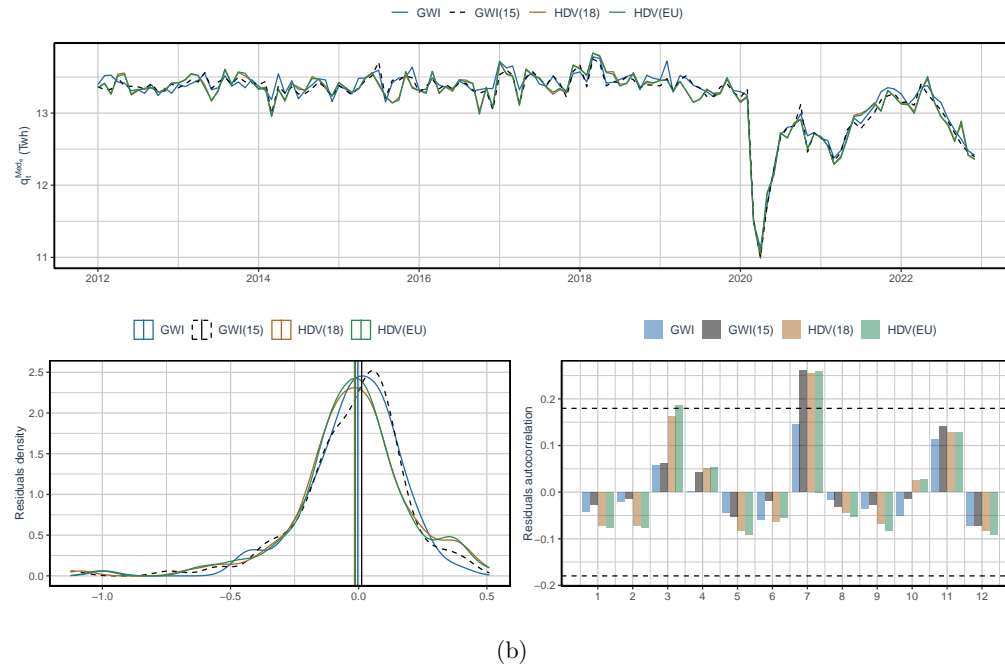 GWI GWI(15) HDV(18) HDV(EU)
q_t^Med_e (Twh)
13
12
11
2012 2014 2016 2018 2020 2022
GWI GWI(15) HDV(18) HDV(EU)
Residuals density
2.5
2.0
1.5
1.0
0.5
0.0
−1.0 −0.5 0.0 0.5
GWI GWI(15) HDV(18) HDV(EU)
Residuals autocorrelation
0.2
0.1
0.0
−0.1
−0.2
1 2 3 4 5 6 7 8 9 10 11 12
(b)